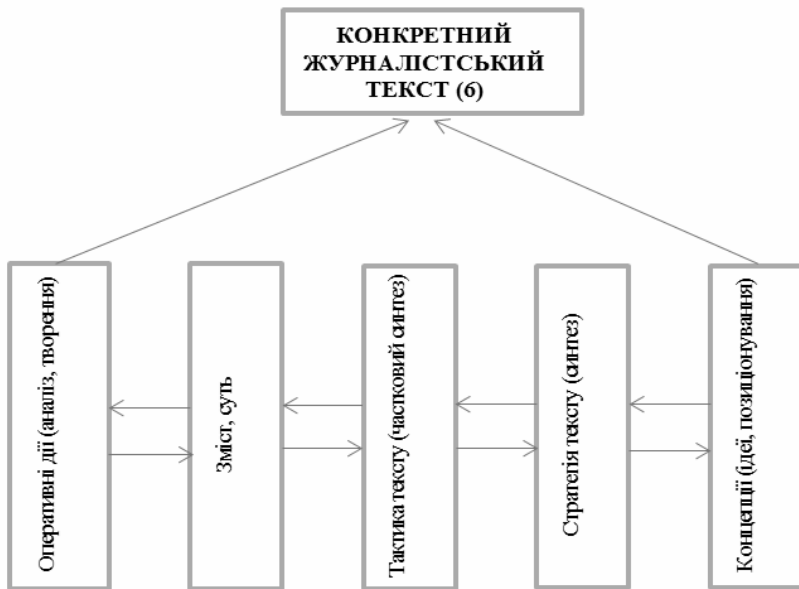 КОНКРЕТНИЙ
ЖУРНАЛІСТСЬКИЙ
ТЕКСТ (6)
Оперативні дії (аналіз, творення)
Зміст, суть
Тактика тексту (частковий синтез)
Стратегія тексту (синтез)
Концепції (ідеї, позиціонування)